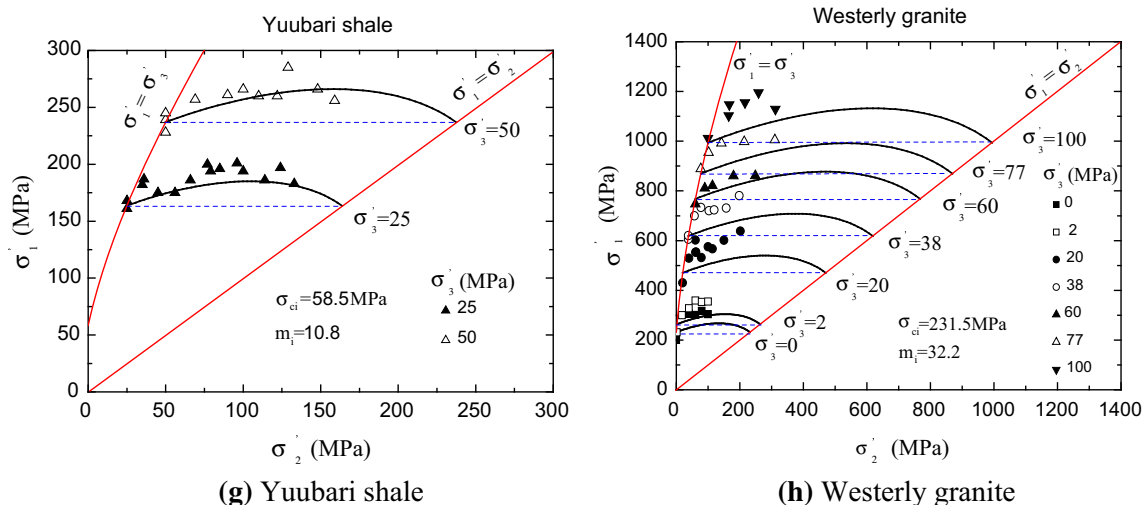 Yuubari shale
300
250
200
150
100
50
0
0 50 100 150 200 250 300
σ'₁ (MPa)
σ'₂ (MPa)
σ'₁=σ'₃
σ'₁=σ'₂
σ'₃=50
σ'₃=25
σ'₃ (MPa)
25
50
σci=58.5MPa
mi=10.8
(g) Yuubari shale
Westerly granite
1400
1200
1000
800
600
400
200
0
0 200 400 600 800 1000 1200 1400
σ'₁ (MPa)
σ'₂ (MPa)
σ'₁=σ'₃
σ'₁=σ'₂
σ'₃=100
σ'₃=77
σ'₃=60
σ'₃=38
σ'₃=20
σ'₃=2
σ'₃=0
σ'₃ (MPa)
0
2
20
38
60
77
100
σci=231.5MPa
mi=32.2
(h) Westerly granite